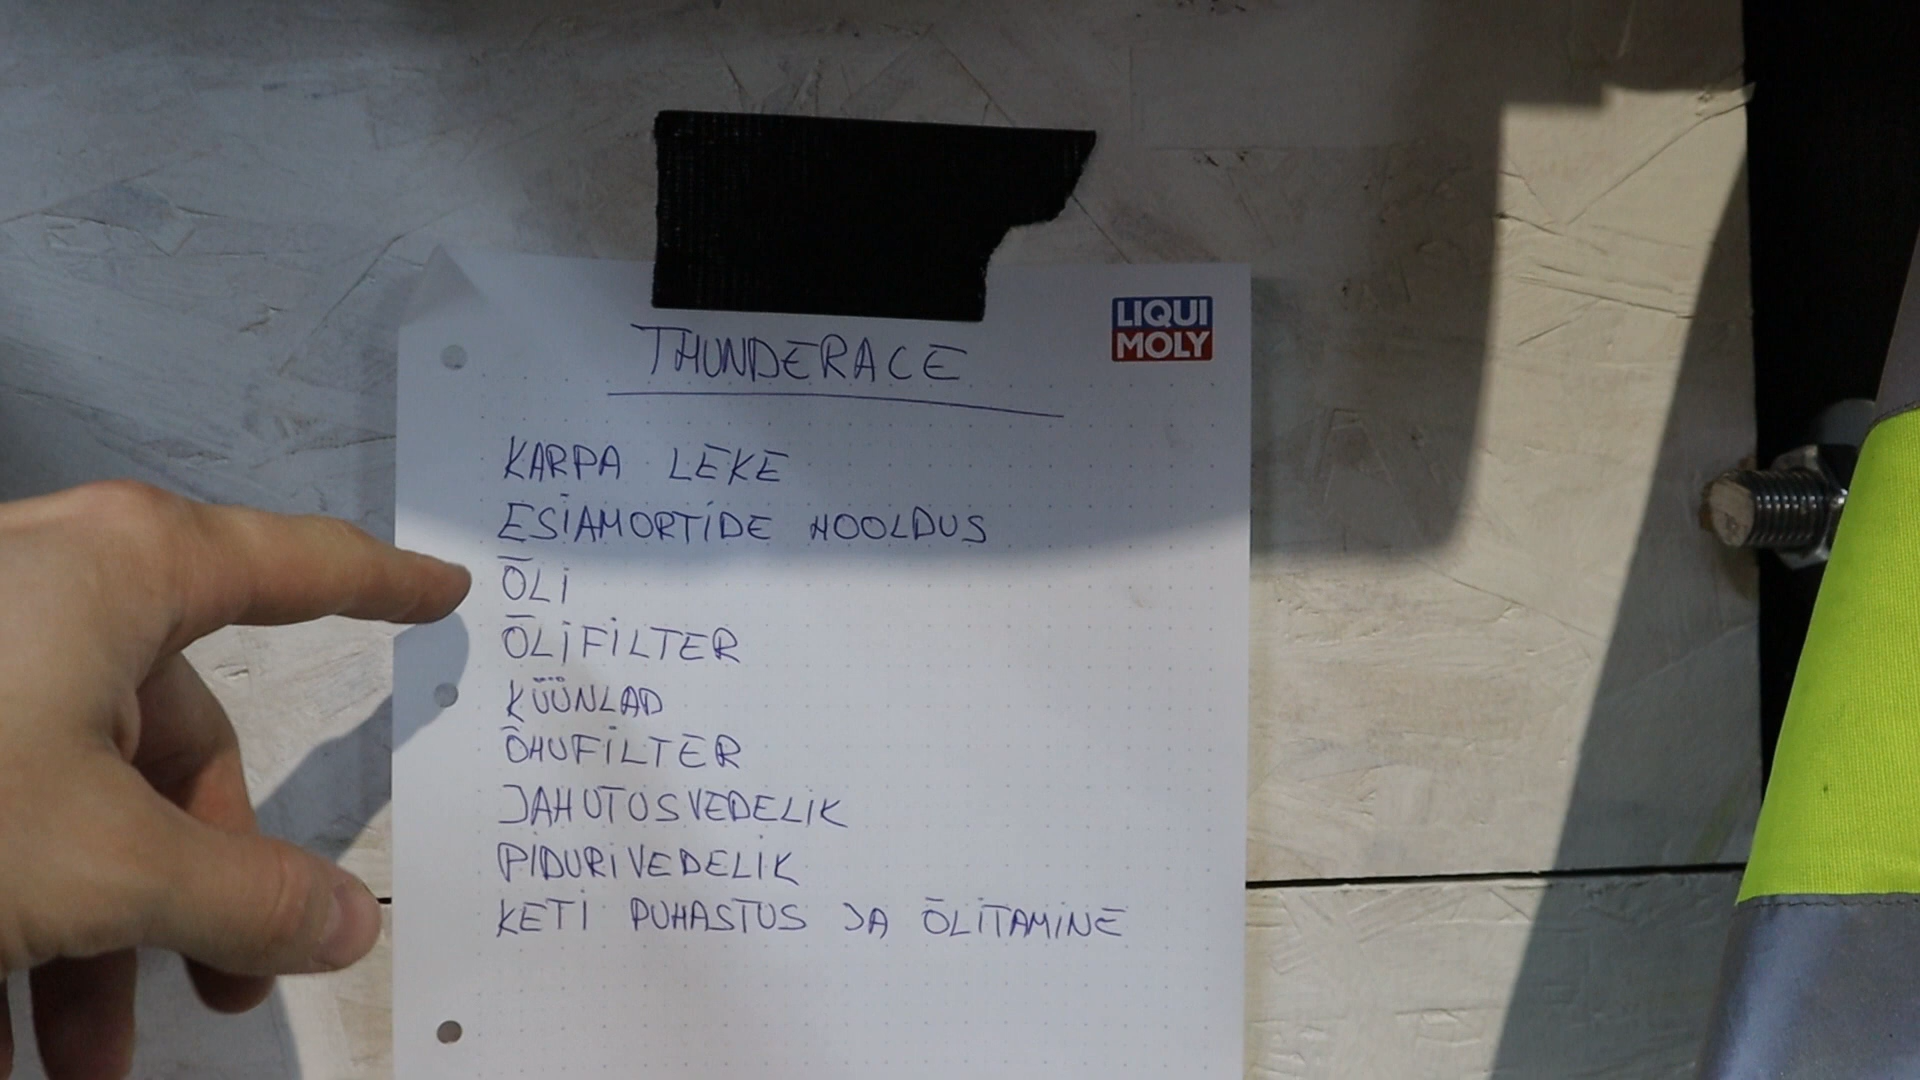 LIQUI
MOLY
THUNDERACE
KARPA LEKE
ESIAMORTIDE HOOLDUS
ÕLI
ÕLIFILTER
KÜÜNLAD
ÕHUFILTER
JAHUTUSVEDELIK
PIDURIVEDELIK
KETI PUHASTUS JA ÕLITAMINE